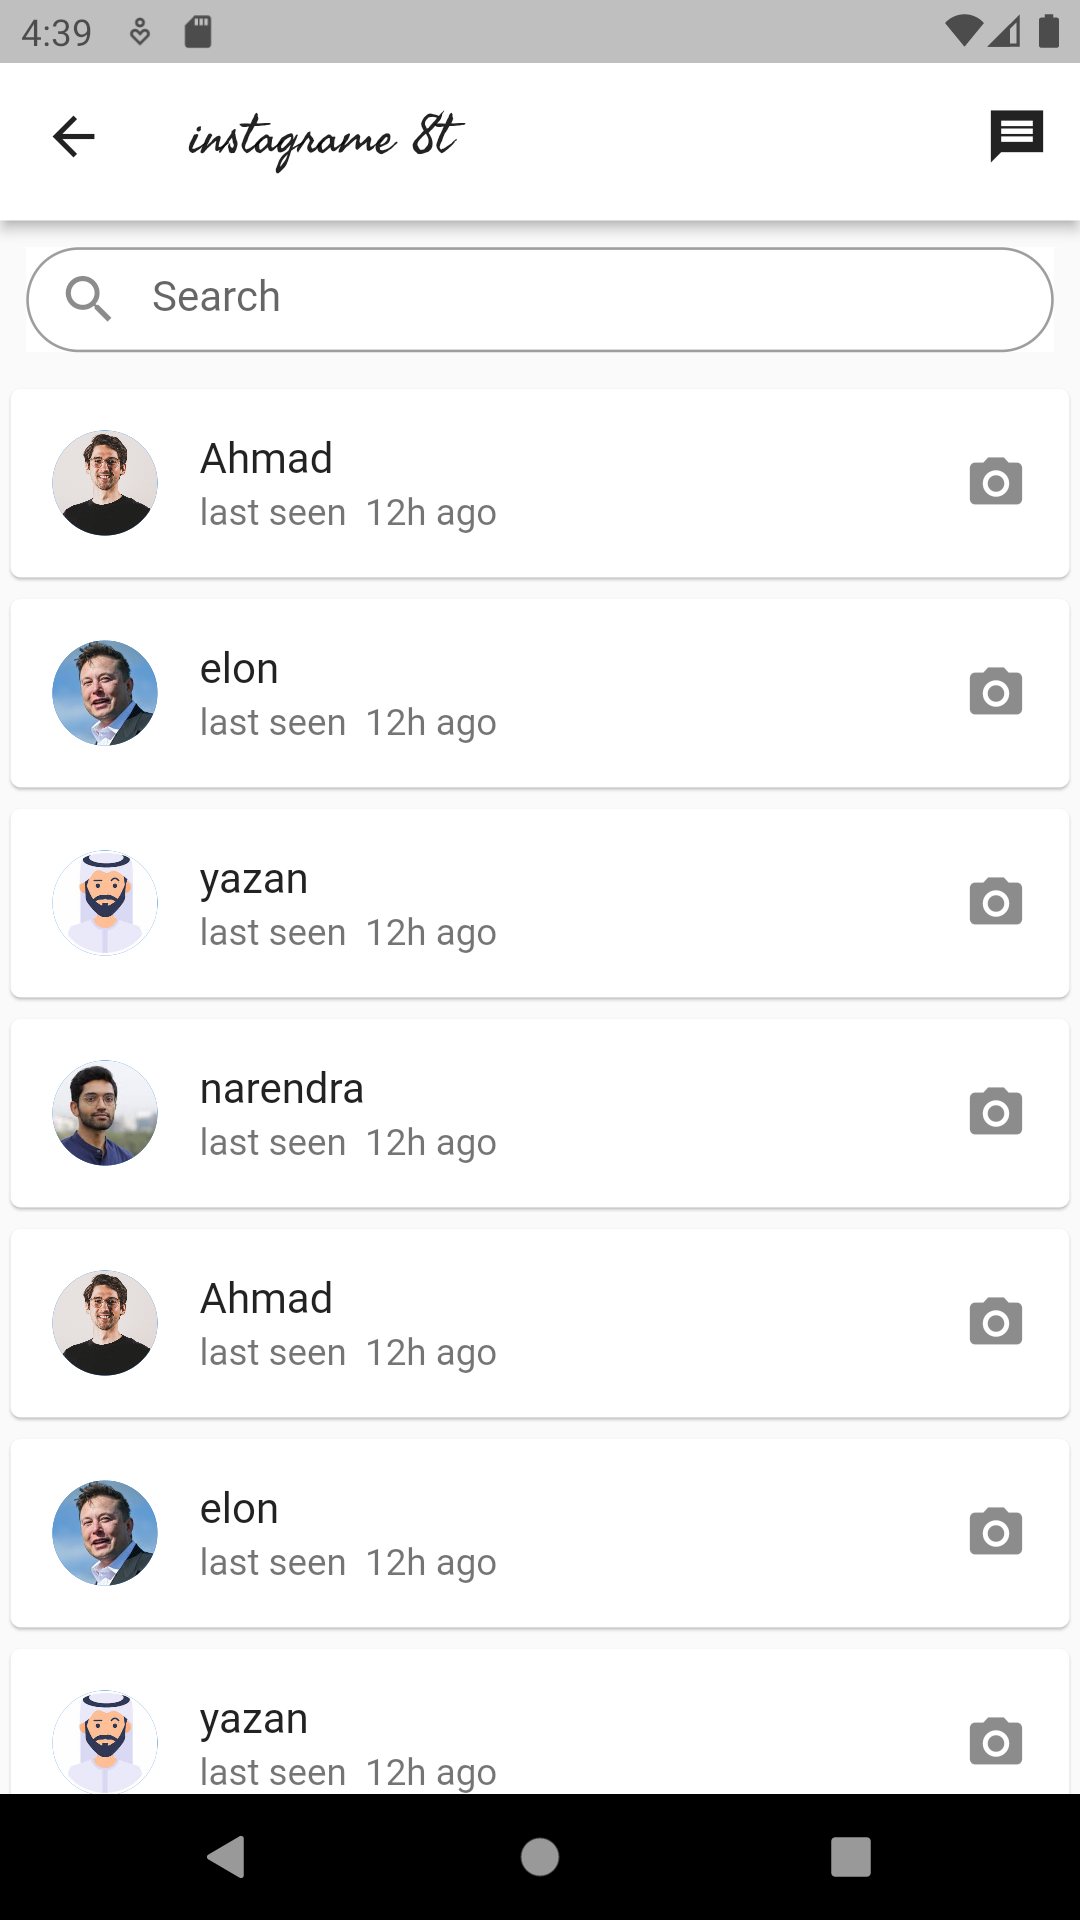 4:39
instagrame 8t
Search
Ahmad
last seen 12h ago
elon
last seen 12h ago
yazan
last seen 12h ago
narendra
last seen 12h ago
Ahmad
last seen 12h ago
elon
last seen 12h ago
yazan
last seen 12h ago